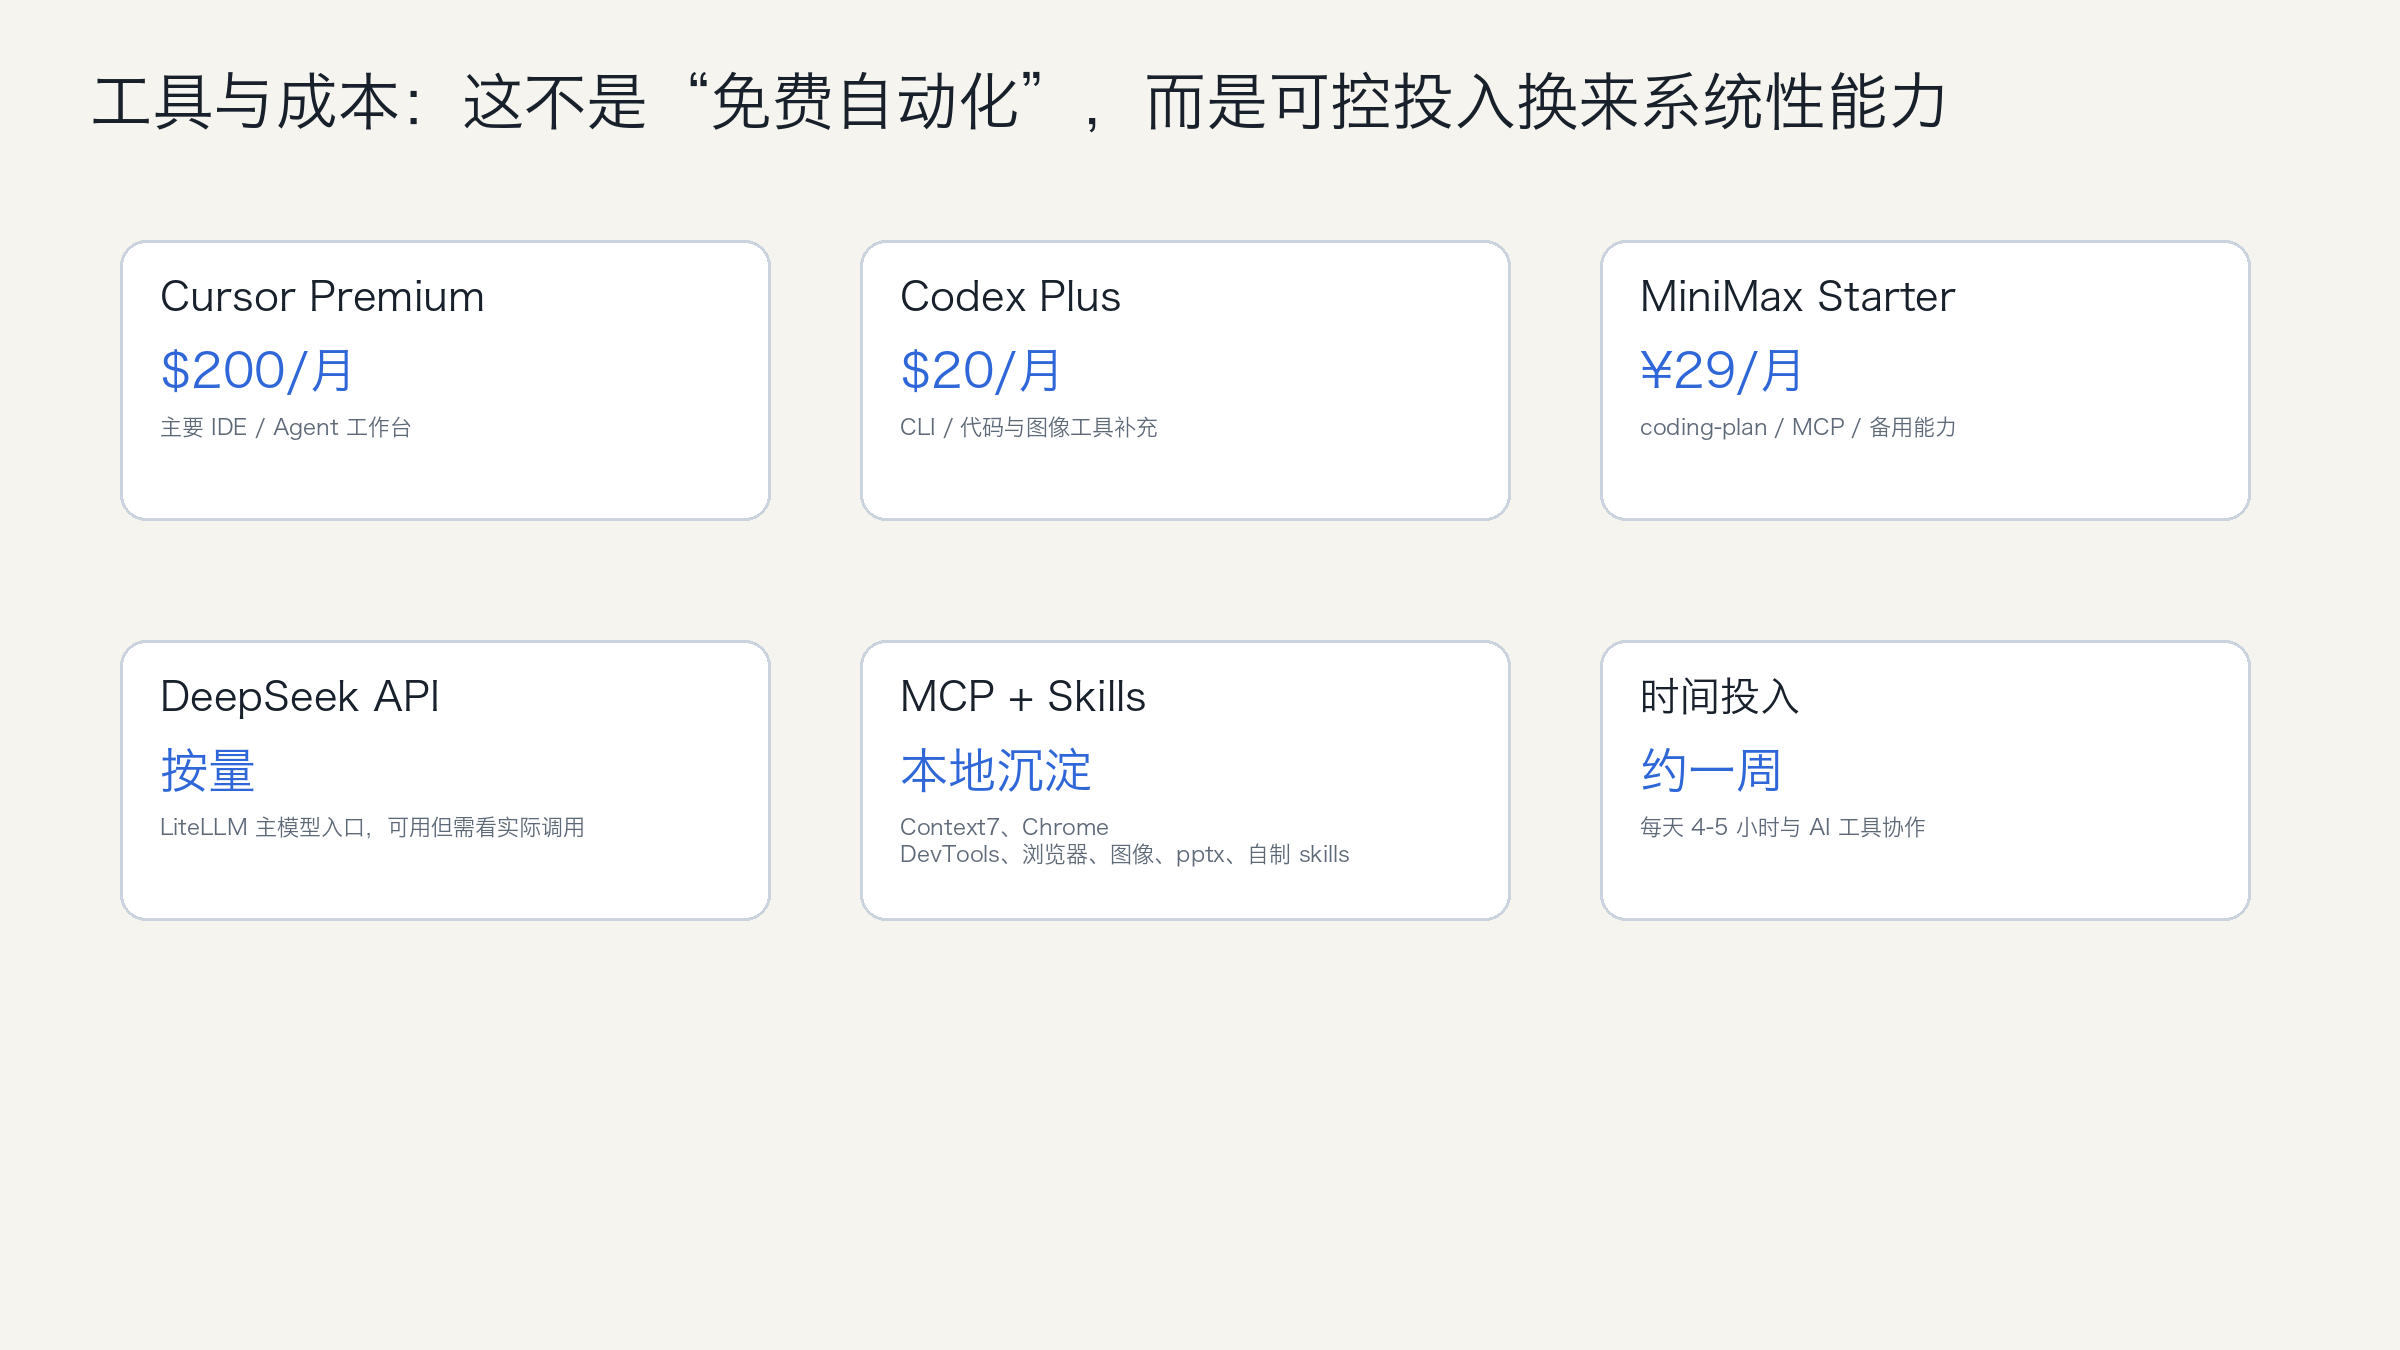 工具与成本：这不是“免费自动化”，而是可控投入换来系统性能力
Cursor Premium
$200/月
主要 IDE / Agent 工作台
Codex Plus
$20/月
CLI / 代码与图像工具补充
MiniMax Starter
¥29/月
coding-plan / MCP / 备用能力
DeepSeek API
按量
LiteLLM 主模型入口，可用但需看实际调用
MCP + Skills
本地沉淀
Context7、Chrome
DevTools、浏览器、图像、pptx、自制 skills
时间投入
约一周
每天 4-5 小时与 AI 工具协作